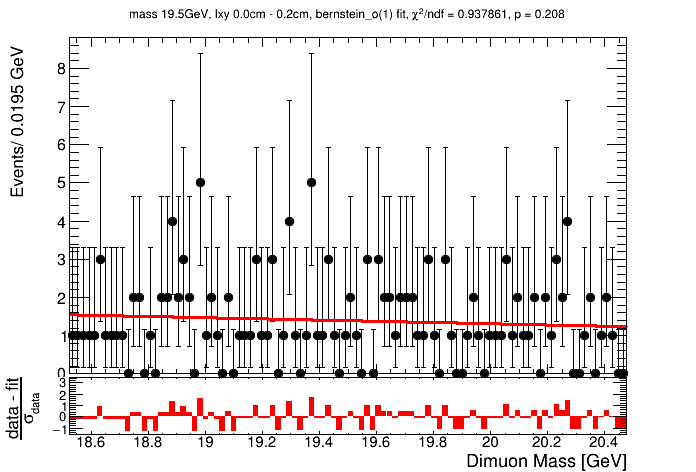 mass 19.5GeV, lxy 0.0cm - 0.2cm, bernstein_o(1) fit, χ²/ndf = 0.937861, p = 0.208
Events/ 0.0195 GeV
8
7
6
5
4
3
2
1
0
data - fit
σdata
3
2
1
0
−1
18.6 18.8 19 19.2 19.4 19.6 19.8 20 20.2 20.4
Dimuon Mass [GeV]